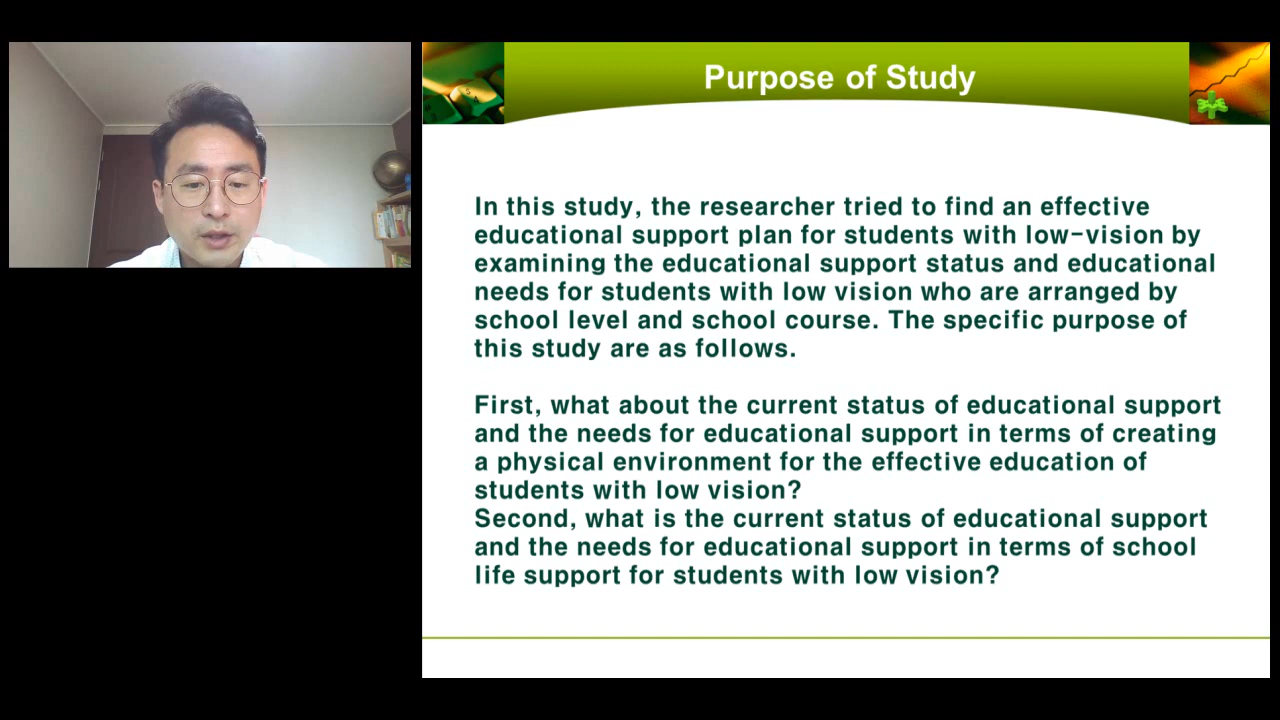 Purpose of Study
In this study, the researcher tried to find an effective
educational support plan for students with low-vision by
examining the educational support status and educational
needs for students with low vision who are arranged by
school level and school course. The specific purpose of
this study are as follows.
First, what about the current status of educational support
and the needs for educational support in terms of creating
a physical environment for the effective education of
students with low vision?
Second, what is the current status of educational support
and the needs for educational support in terms of school
life support for students with low vision?